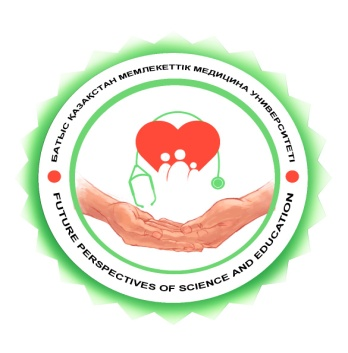 БАТЫС ҚАЗАҚСТАН МЕМЛЕКЕТТІК МЕДИЦИНА УНИВЕРСИТЕТІ
FUTURE PERSPECTIVES OF SCIENCE AND EDUCATION